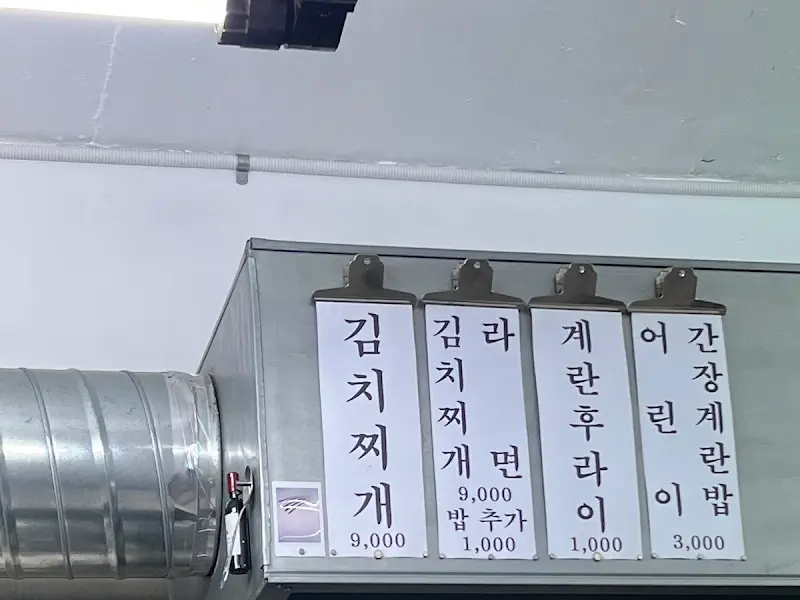 김치찌개
9,000
김치찌개
라면
9,000
밥 추가
1,000
계란후라이
1,000
어린이
간장계란밥
3,000